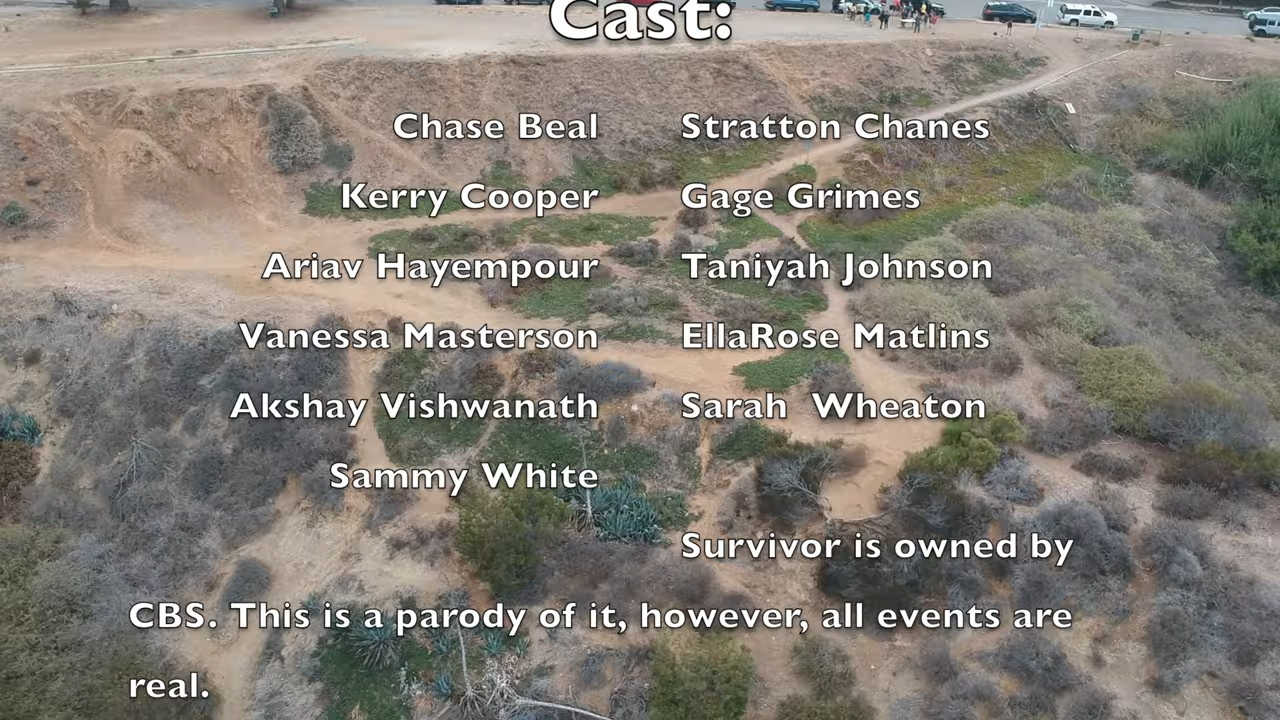 Cast:
Chase Beal Stratton Chanes
Kerry Cooper Gage Grimes
Ariav Hayempour Taniyah Johnson
Vanessa Masterson EllaRose Matlins
Akshay Vishwanath Sarah Wheaton
Sammy White
Survivor is owned by
CBS. This is a parody of it, however, all events are
real.